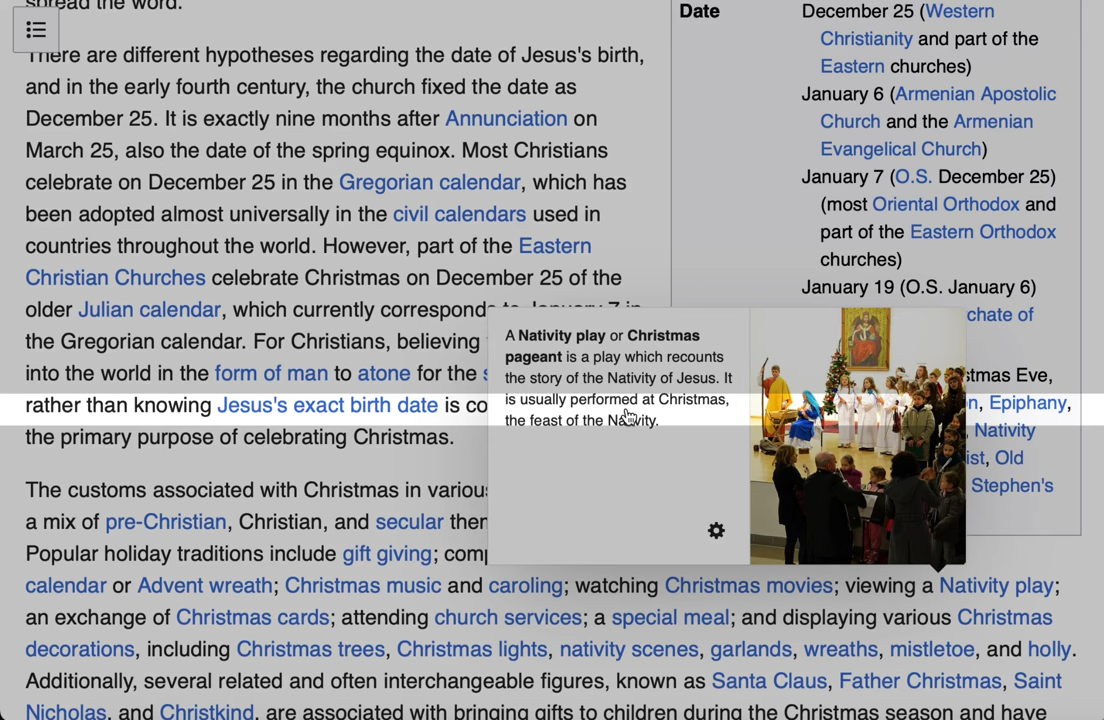 spread the word.
There are different hypotheses regarding the date of Jesus's birth,
and in the early fourth century, the church fixed the date as
December 25. It is exactly nine months after Annunciation on
March 25, also the date of the spring equinox. Most Christians
celebrate on December 25 in the Gregorian calendar, which has
been adopted almost universally in the civil calendars used in
countries throughout the world. However, part of the Eastern
Christian Churches celebrate Christmas on December 25 of the
older Julian calendar, which currently corresponds to January 7 in
the Gregorian calendar. For Christians, believing
into the world in the form of man to atone for the
rather than knowing Jesus's exact birth date is
the primary purpose of celebrating Christmas.
The customs associated with Christmas in
a mix of pre-Christian, Christian, and secular
Popular holiday traditions include gift giving;
calendar or Advent wreath; Christmas music and caroling; watching Christmas movies; viewing a Nativity play;
an exchange of Christmas cards; attending church services; a special meal; and displaying various Christmas
decorations, including Christmas trees, Christmas lights, nativity scenes, garlands, wreaths, mistletoe, and holly.
Additionally, several related and often interchangeable figures, known as Santa Claus, Father Christmas, Saint
Nicholas, and Christkind, are associated with bringing gifts to children during the Christmas season and have
A Nativity play or Christmas
pageant is a play which recounts
the story of the Nativity of Jesus. It
is usually performed at Christmas,
the feast of the Nativity.
Date
December 25 (Western
Christianity and part of the
Eastern churches)
January 6 (Armenian Apostolic
Church and the Armenian
Evangelical Church)
January 7 (O.S. December 25)
(most Oriental Orthodox and
part of the Eastern Orthodox
churches)
January 19 (O.S. January 6)
of
Eve,
Epiphany,
Nativity
Old
Stephen's